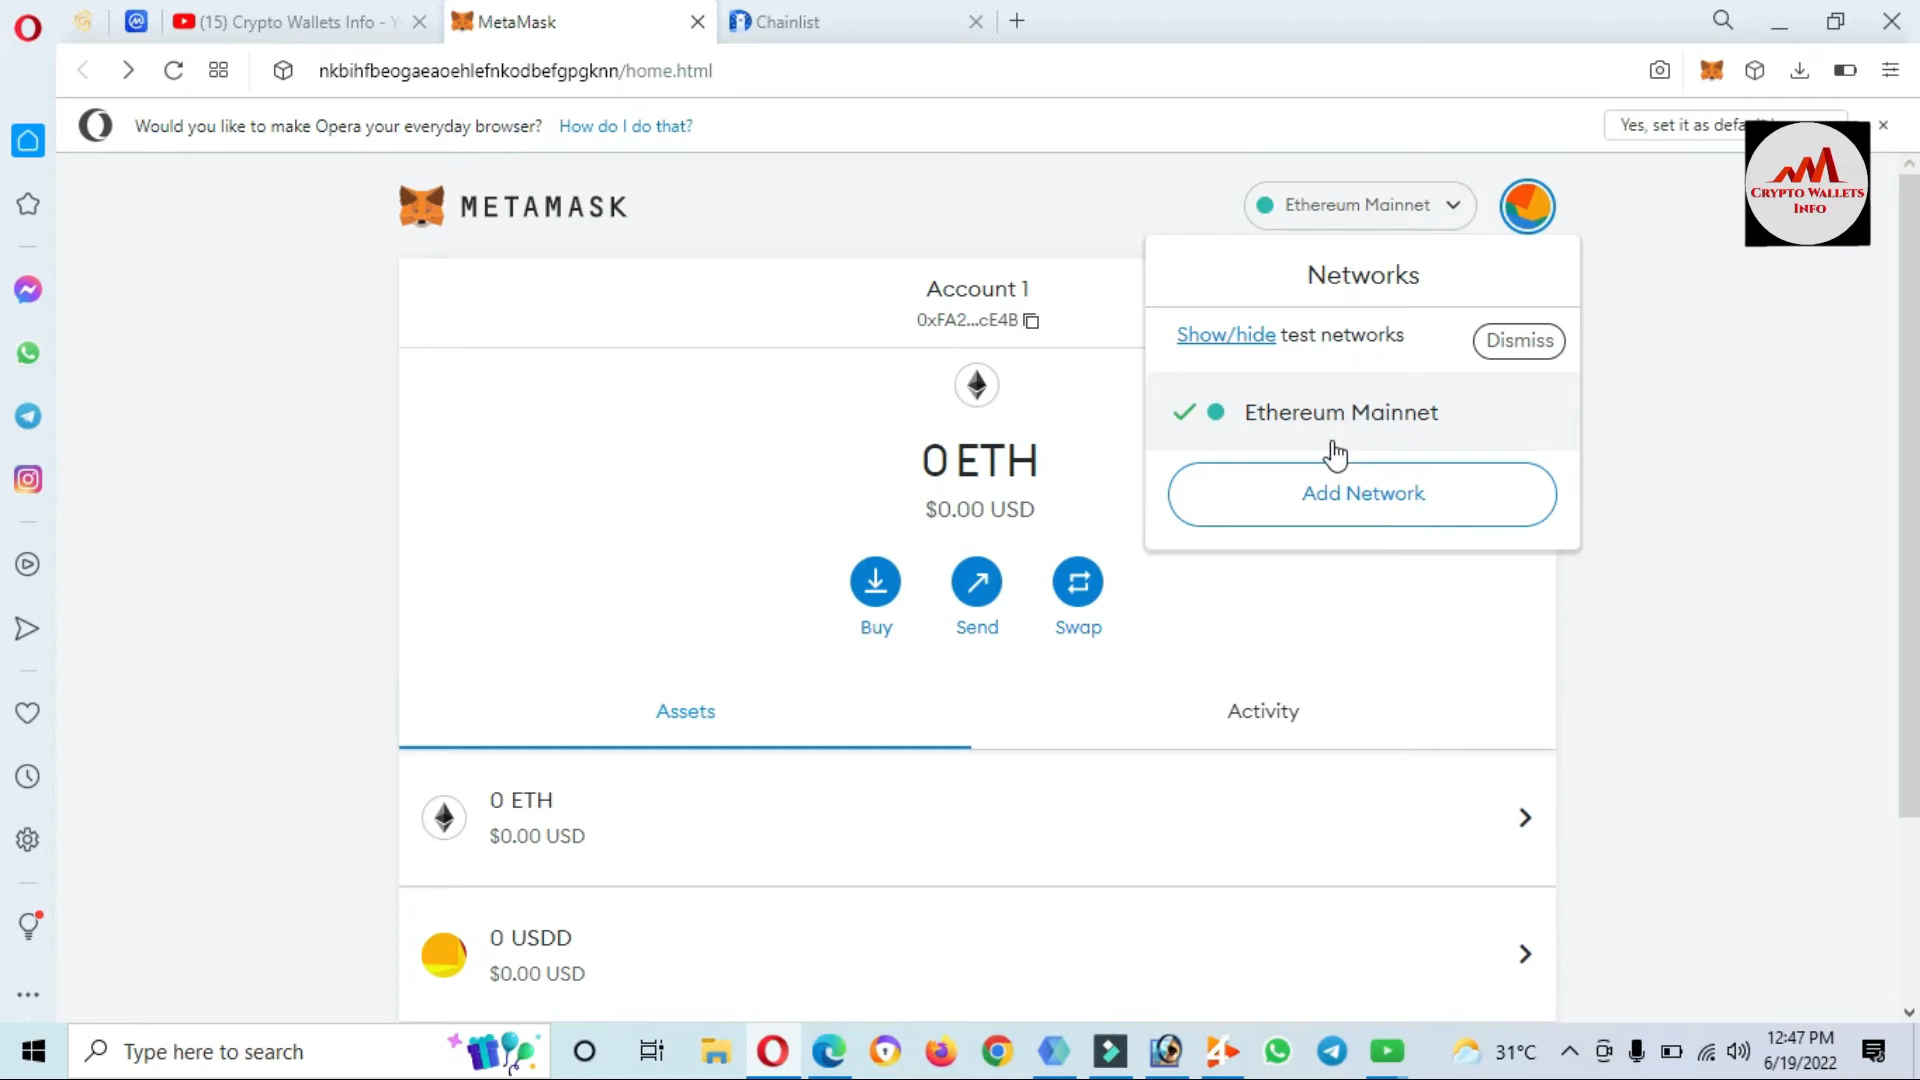 (15) Crypto Wallets Info - Y
MetaMask
Chainlist
nkbihfbeogaeaoehlefnkodbefgpgknn/home.html
Would you like to make Opera your everyday browser? How do I do that?
Yes, set it as defa
CRYPTO WALLETS
INFO
METAMASK
Ethereum Mainnet
Networks
Account 1
0xFA2...cE4B
Show/hide test networks
Dismiss
Ethereum Mainnet
0 ETH
$0.00 USD
Add Network
Buy
Send
Swap
Assets
Activity
0 ETH
$0.00 USD
0 USDD
$0.00 USD
Type here to search
31°C
12:47 PM
6/19/2022